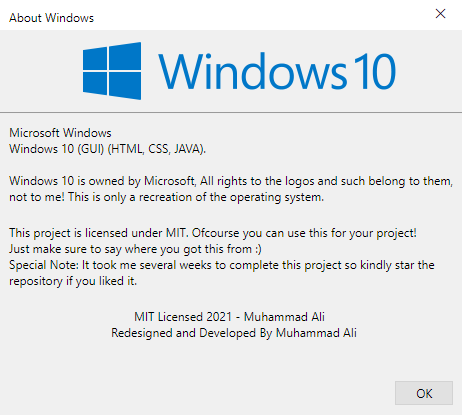 About Windows
Windows 10
Microsoft Windows
Windows 10 (GUI) (HTML, CSS, JAVA).
Windows 10 is owned by Microsoft, All rights to the logos and such belong to them,
not to me! This is only a recreation of the operating system.
This project is licensed under MIT. Ofcourse you can use this for your project!
Just make sure to say where you got this from :)
Special Note: It took me several weeks to complete this project so kindly star the
repository if you liked it.
MIT Licensed 2021 - Muhammad Ali
Redesigned and Developed By Muhammad Ali
OK